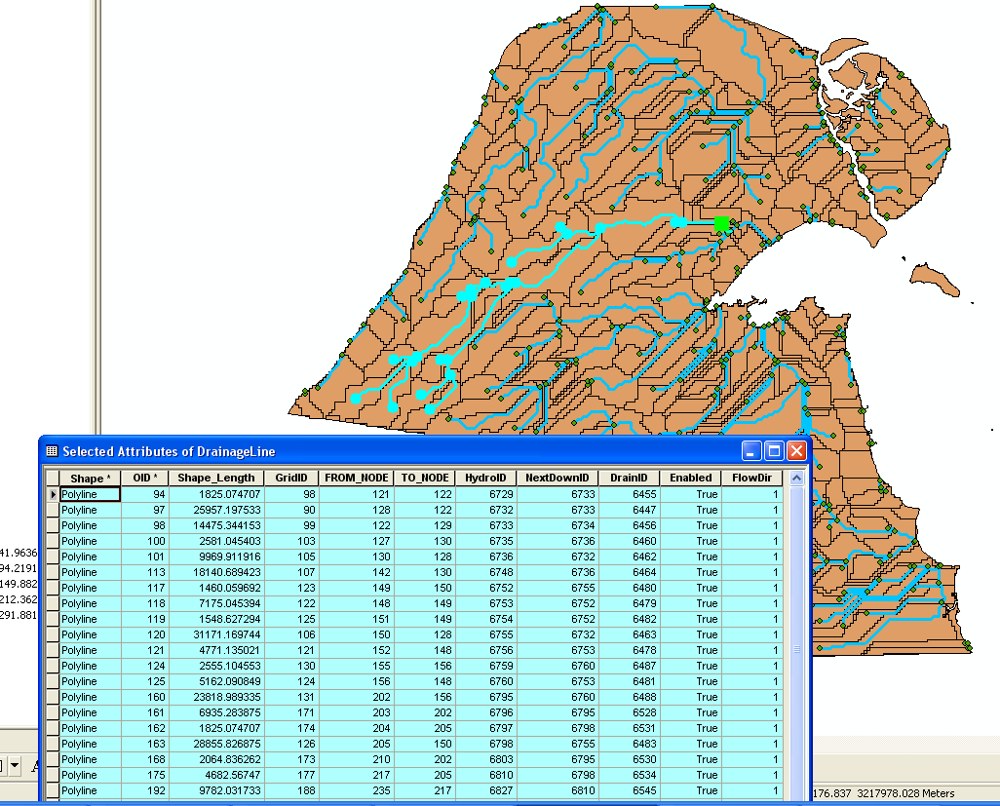 Selected Attributes of DrainageLine
Shape * OID * Shape_Length GridID FROM_NODE TO_NODE HydroID NextDownID DrainID Enabled FlowDir
Polyline 94 1825.074707 98 121 122 6729 6733 6455 True 1
Polyline 97 25957.197533 90 128 122 6732 6733 6447 True 1
Polyline 98 14475.344153 99 122 129 6733 6734 6456 True 1
Polyline 100 2581.045403 103 127 130 6735 6736 6460 True 1
Polyline 101 9969.911916 105 130 128 6736 6732 6462 True 1
Polyline 113 18140.689423 107 142 130 6748 6736 6464 True 1
Polyline 117 1460.059692 123 149 150 6752 6755 6480 True 1
Polyline 118 7175.045394 122 148 149 6753 6752 6479 True 1
Polyline 119 1548.627294 125 151 149 6754 6752 6482 True 1
Polyline 120 31171.169744 106 150 128 6755 6732 6463 True 1
Polyline 121 4771.135021 121 152 148 6756 6753 6478 True 1
Polyline 124 2555.104553 130 155 156 6759 6760 6487 True 1
Polyline 125 5162.090849 124 156 148 6760 6753 6481 True 1
Polyline 160 23818.989335 131 202 156 6795 6760 6488 True 1
Polyline 161 6935.283875 171 203 202 6796 6795 6528 True 1
Polyline 162 1825.074707 174 204 205 6797 6798 6531 True 1
Polyline 163 28855.826875 126 205 150 6798 6755 6483 True 1
Polyline 168 2064.836262 173 210 202 6803 6795 6530 True 1
Polyline 175 4682.56747 177 217 205 6810 6798 6534 True 1
Polyline 192 9782.031733 188 235 217 6827 6810 6545 True 1
41.9636
94.2191
149.882
212.362
291.881
A
176.837 3217978.028 Meters